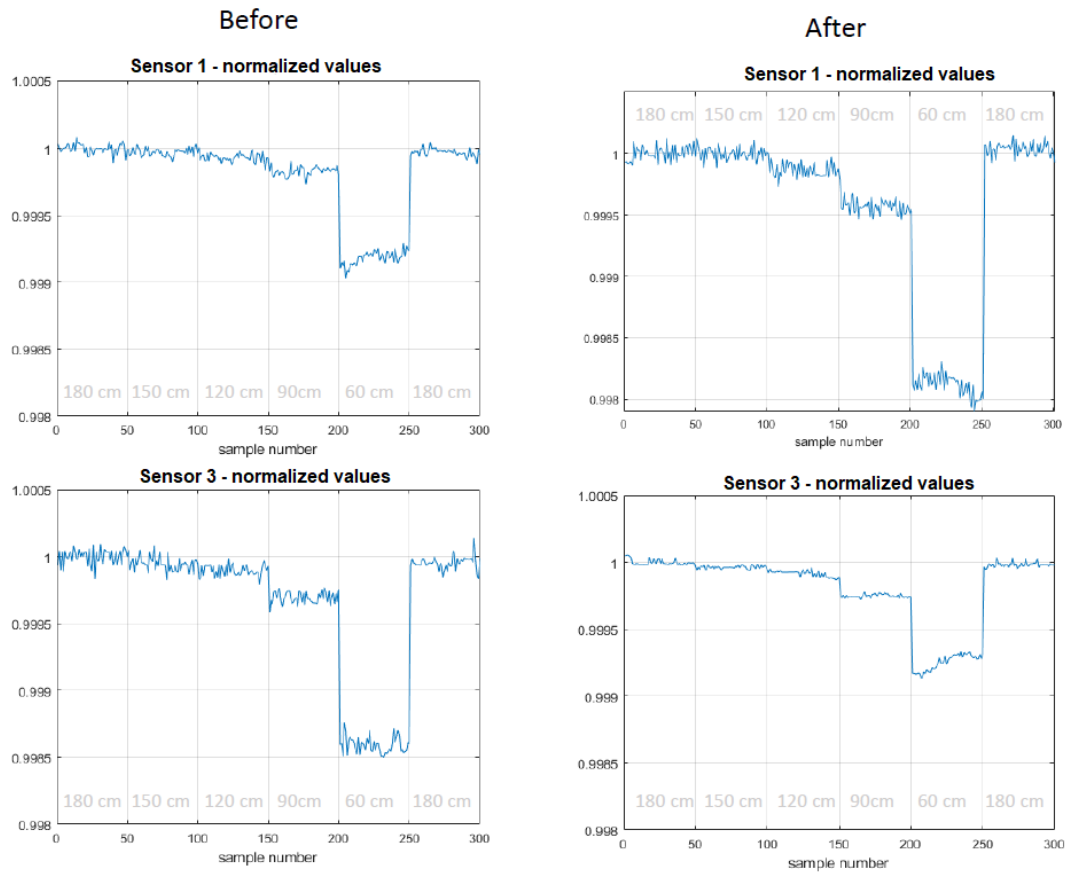 Before
Sensor 1 - normalized values
1.0005
1
0.9995
0.999
0.9985
0.998
180 cm 150 cm 120 cm 90cm 60 cm 180 cm
0 50 100 150 200 250 300
sample number
Sensor 3 - normalized values
1.0005
1
0.9995
0.999
0.9985
0.998
180 cm 150 cm 120 cm 90cm 60 cm 180 cm
0 50 100 150 200 250 300
sample number
After
Sensor 1 - normalized values
180 cm 150 cm 120 cm 90cm 60 cm 180 cm
1
0.9995
0.999
0.9985
0.998
0 50 100 150 200 250 300
sample number
Sensor 3 - normalized values
1.0005
1
0.9995
0.999
0.9985
0.998
180 cm 150 cm 120 cm 90cm 60 cm 180 cm
0 50 100 150 200 250 300
sample number